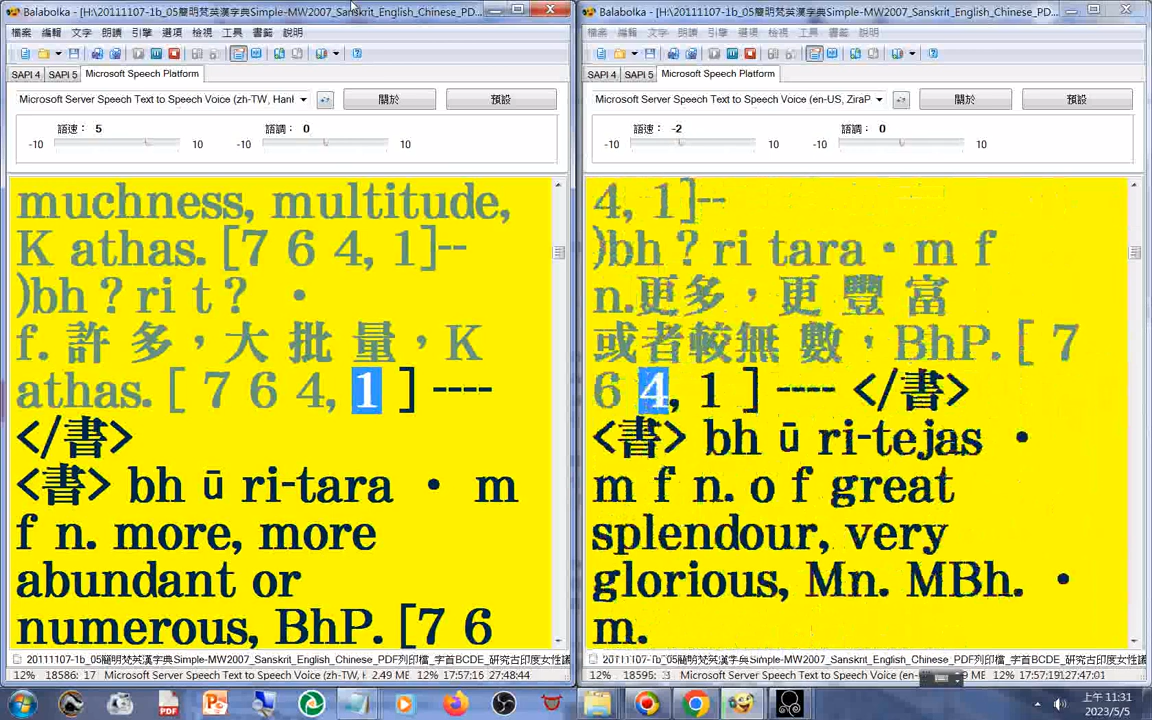 Balabolka - [H:\20111107-1b_05簡明梵英漢字典Simple-MW2007_Sanskrit_English_Chinese_PD...
檔案 編輯 文字 朗讀 引擎 選項 檢視 工具 書籤 說明
SAPI 4 SAPI 5 Microsoft Speech Platform
Microsoft Server Speech Text to Speech Voice (zh-TW, HanH
關於 預設
語速： 5 語調： 0
-10 10 -10 10
muchness, multitude,
K athas. [7 6 4, 1]--
)bh ? ri t ? •
f. 許 多，大 批 量，K
athas. [ 7 6 4, 1 ] ----
</書>
<書> bh ū ri-tara • m
f n. more, more
abundant or
numerous, BhP. [7 6
20111107-1b_05簡明梵英漢字典Simple-MW2007_Sanskrit_English_Chinese_PDF列印檔_字首BCDE_研究古印度女性議
12% 18586: 17 Microsoft Server Speech Text to Speech Voice (zh-TW, H 2.49 MB 12% 17:57:16 27:48:44
Balabolka - [H:\20111107-1b_05簡明梵英漢字典Simple-MW2007_Sanskrit_English_Chinese_PD...
檔案 編輯 文字 朗讀 引擎 選項 檢視 工具 書籤 說明
SAPI 4 SAPI 5 Microsoft Speech Platform
Microsoft Server Speech Text to Speech Voice (en-US, ZiraP
關於 預設
語速： -2 語調： 0
-10 10 -10 10
4, 1]--
)bh ? ri tara • m f
n.更多，更 豐 富
或者較無 數，BhP. [ 7
6 4, 1 ] ---- </書>
<書> bh ū ri-tejas •
m f n. o f great
splendour, very
glorious, Mn. MBh. •
m.
20111107-1b_05簡明梵英漢字典Simple-MW2007_Sanskrit_English_Chinese_PDF列印檔_字首BCDE_研究古印度女性議
12% Microsoft Server Speech Text to Speech Voice (en-US, 12% 17:57:19
上午 11:31
2023/5/5